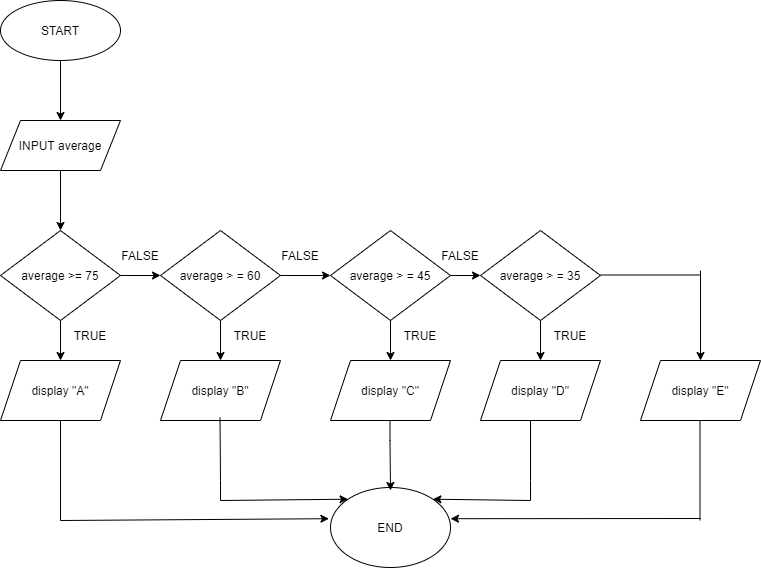 START
INPUT average
FALSE
FALSE
FALSE
average >= 75
average > = 60
average > = 45
average > = 35
TRUE
TRUE
TRUE
TRUE
display "A"
display "B"
display "C"
display "D"
display "E"
END